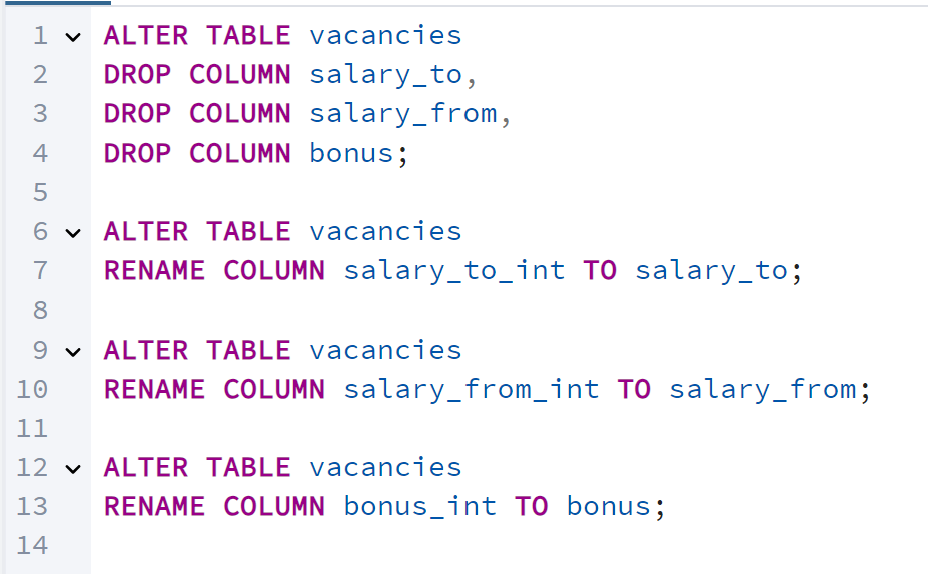 1 ALTER TABLE vacancies
2 DROP COLUMN salary_to,
3 DROP COLUMN salary_from,
4 DROP COLUMN bonus;
5
6 ALTER TABLE vacancies
7 RENAME COLUMN salary_to_int TO salary_to;
8
9 ALTER TABLE vacancies
10 RENAME COLUMN salary_from_int TO salary_from;
11
12 ALTER TABLE vacancies
13 RENAME COLUMN bonus_int TO bonus;
14